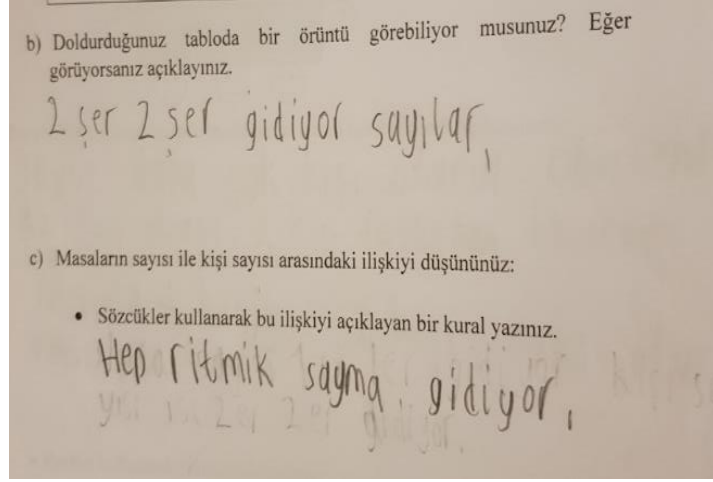 b) Doldurduğunuz tabloda bir örüntü görebiliyor musunuz? Eğer
görüyorsanız açıklayınız.
2 şer 2 şer gidiyor sayılar,
c) Masaların sayısı ile kişi sayısı arasındaki ilişkiyi düşününüz:
• Sözcükler kullanarak bu ilişkiyi açıklayan bir kural yazınız.
Hep ritmik sayma gidiyor,